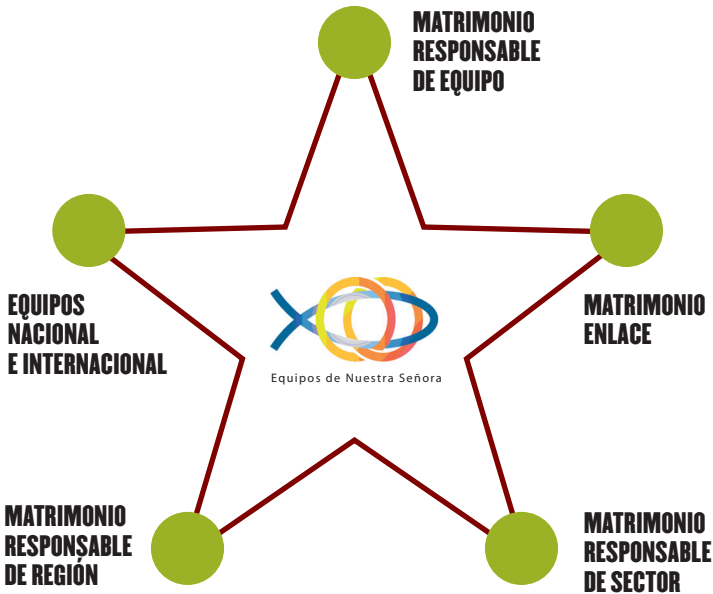 MATRIMONIO
RESPONSABLE
DE EQUIPO
EQUIPOS
NACIONAL
E INTERNACIONAL
MATRIMONIO
ENLACE
Equipos de Nuestra Señora
MATRIMONIO
RESPONSABLE
DE REGIÓN
MATRIMONIO
RESPONSABLE
DE SECTOR